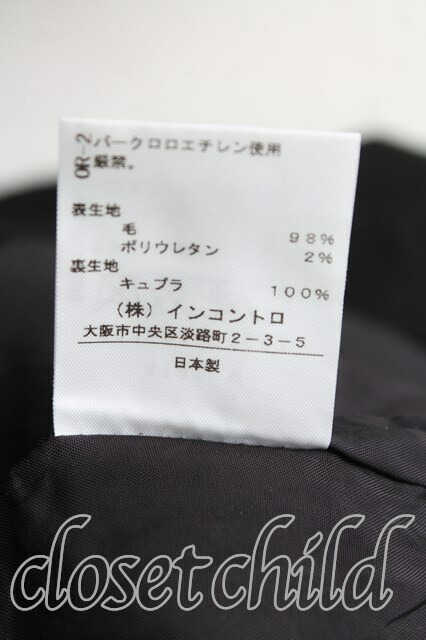 OR-2
パークロロエチレン使用
厳禁。
表生地
毛 98%
ポリウレタン 2%
裏生地
キュプラ 100%
(株) インコントロ
大阪市中央区淡路町2-3-5
日本製
closet child